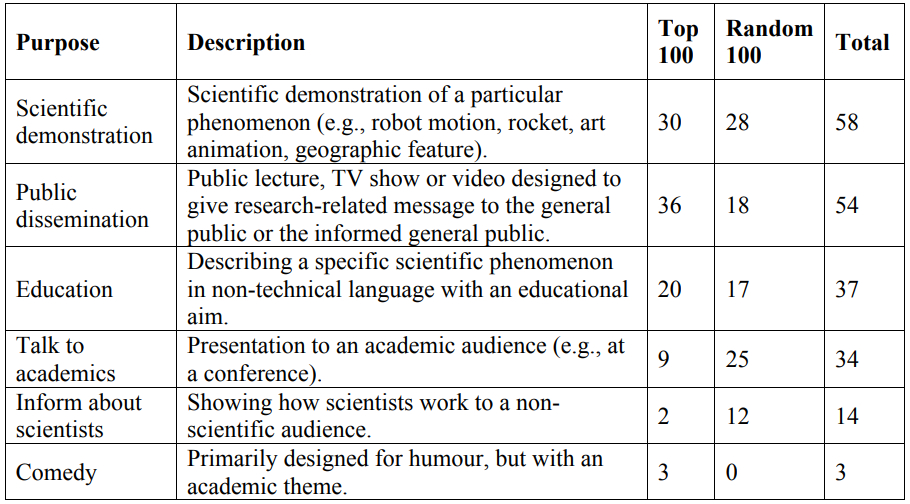 Purpose Description Top 100 Random 100 Total
Scientific demonstration Scientific demonstration of a particular phenomenon (e.g., robot motion, rocket, art animation, geographic feature). 30 28 58
Public dissemination Public lecture, TV show or video designed to give research-related message to the general public or the informed general public. 36 18 54
Education Describing a specific scientific phenomenon in non-technical language with an educational aim. 20 17 37
Talk to academics Presentation to an academic audience (e.g., at a conference). 9 25 34
Inform about scientists Showing how scientists work to a non-scientific audience. 2 12 14
Comedy Primarily designed for humour, but with an academic theme. 3 0 3